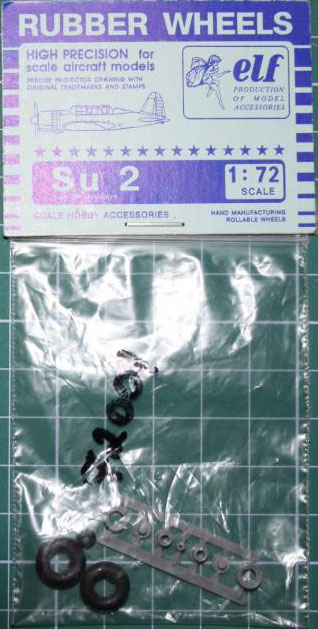 RUBBER WHEELS
HIGH PRECISION for
scale aircraft models
PRECISE PROTECTOR DRAWING WITH
ORIGINAL TRADEMARKS AND STAMPS
elf
PRODUCTION
OF MODEL
ACCESSORIES
Su 2
1:72
SCALE
SCALE HOBBY ACCESSORIES
HAND MANUFACTURING
ROLLABLE WHEELS